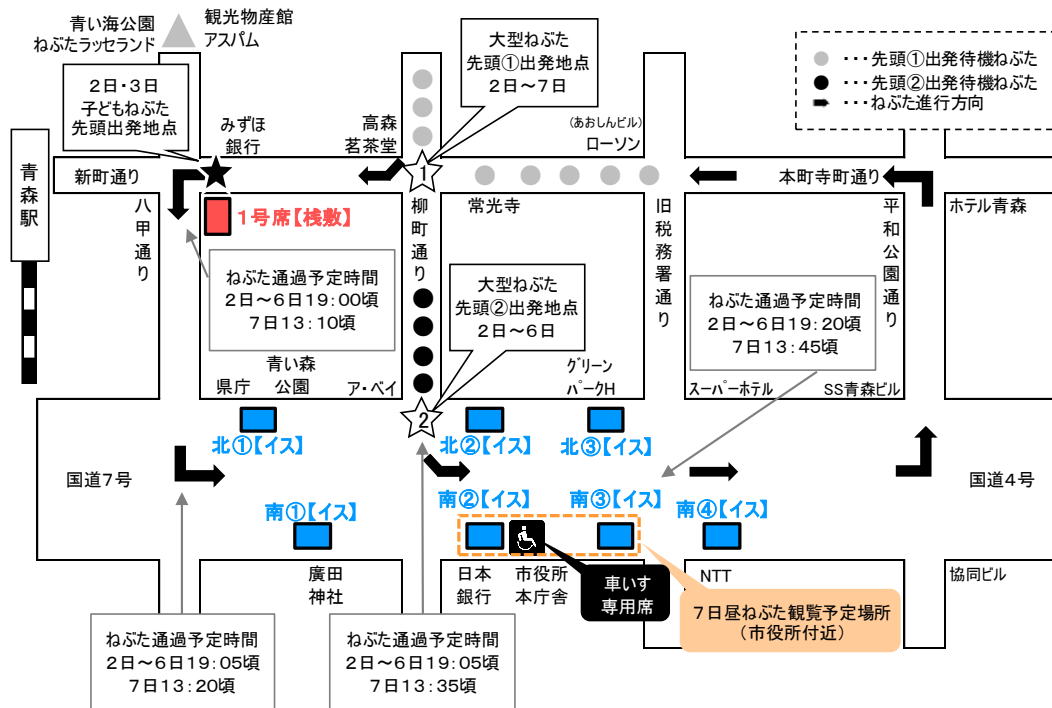 青い海公園
ねぶたラッセランド
観光物産館
アスパム
大型ねぶた
先頭①出発地点
2日～7日
･･･先頭①出発待機ねぶた
･･･先頭②出発待機ねぶた
･･･ねぶた進行方向
2日・3日
子どもねぶた
先頭出発地点
みずほ
銀行
高森
茗茶堂
(あおしんビル)
ローソン
青森駅
新町通り
1
本町寺町通り
八甲通り
1号席【桟敷】
柳町通り
常光寺
旧税務署通り
平和公園通り
ホテル青森
ねぶた通過予定時間
2日～6日19:00頃
7日13:10頃
大型ねぶた
先頭②出発地点
2日～6日
ねぶた通過予定時間
2日～6日19:20頃
7日13:45頃
県庁
青い森
公園
ア・ベイ
グリーン
パークH
スーパーホテル
SS青森ビル
2
北①【イス】
北②【イス】
北③【イス】
国道7号
国道4号
南①【イス】
南②【イス】
南③【イス】
南④【イス】
廣田
神社
日本
銀行
市役所
本庁舎
車いす
専用席
NTT
協同ビル
7日昼ねぶた観覧予定場所
（市役所付近）
ねぶた通過予定時間
2日～6日19:05頃
7日13:20頃
ねぶた通過予定時間
2日～6日19:05頃
7日13:35頃